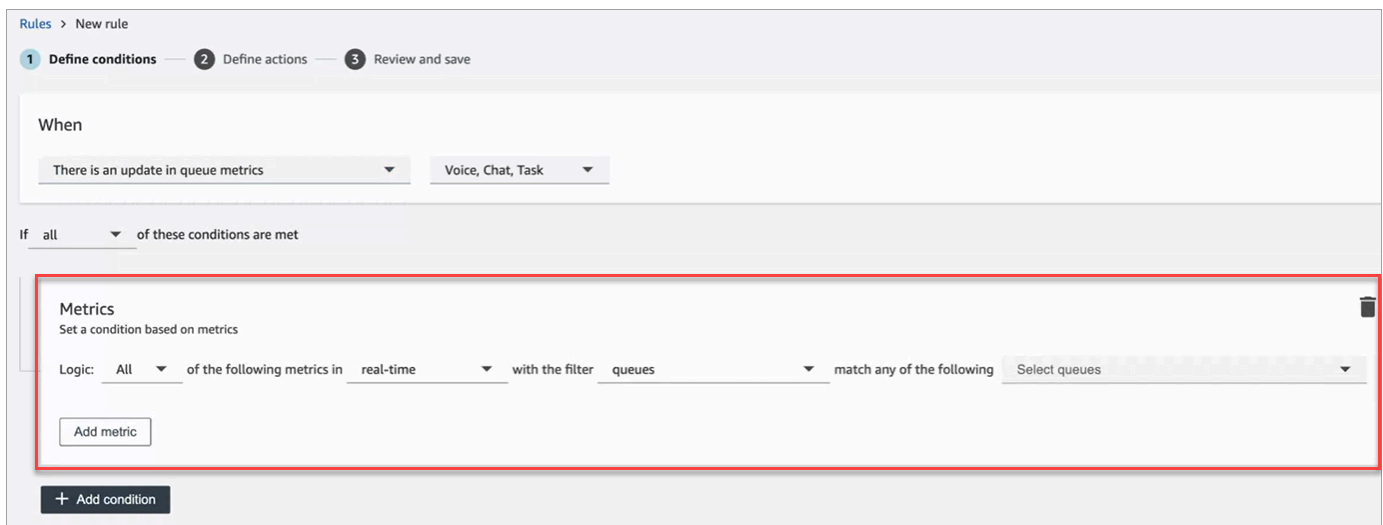 Rules > New rule
1 Define conditions 2 Define actions 3 Review and save
When
There is an update in queue metrics Voice, Chat, Task
If all of these conditions are met
Metrics
Set a condition based on metrics
Logic: All of the following metrics in real-time with the filter queues match any of the following Select queues
Add metric
+ Add condition